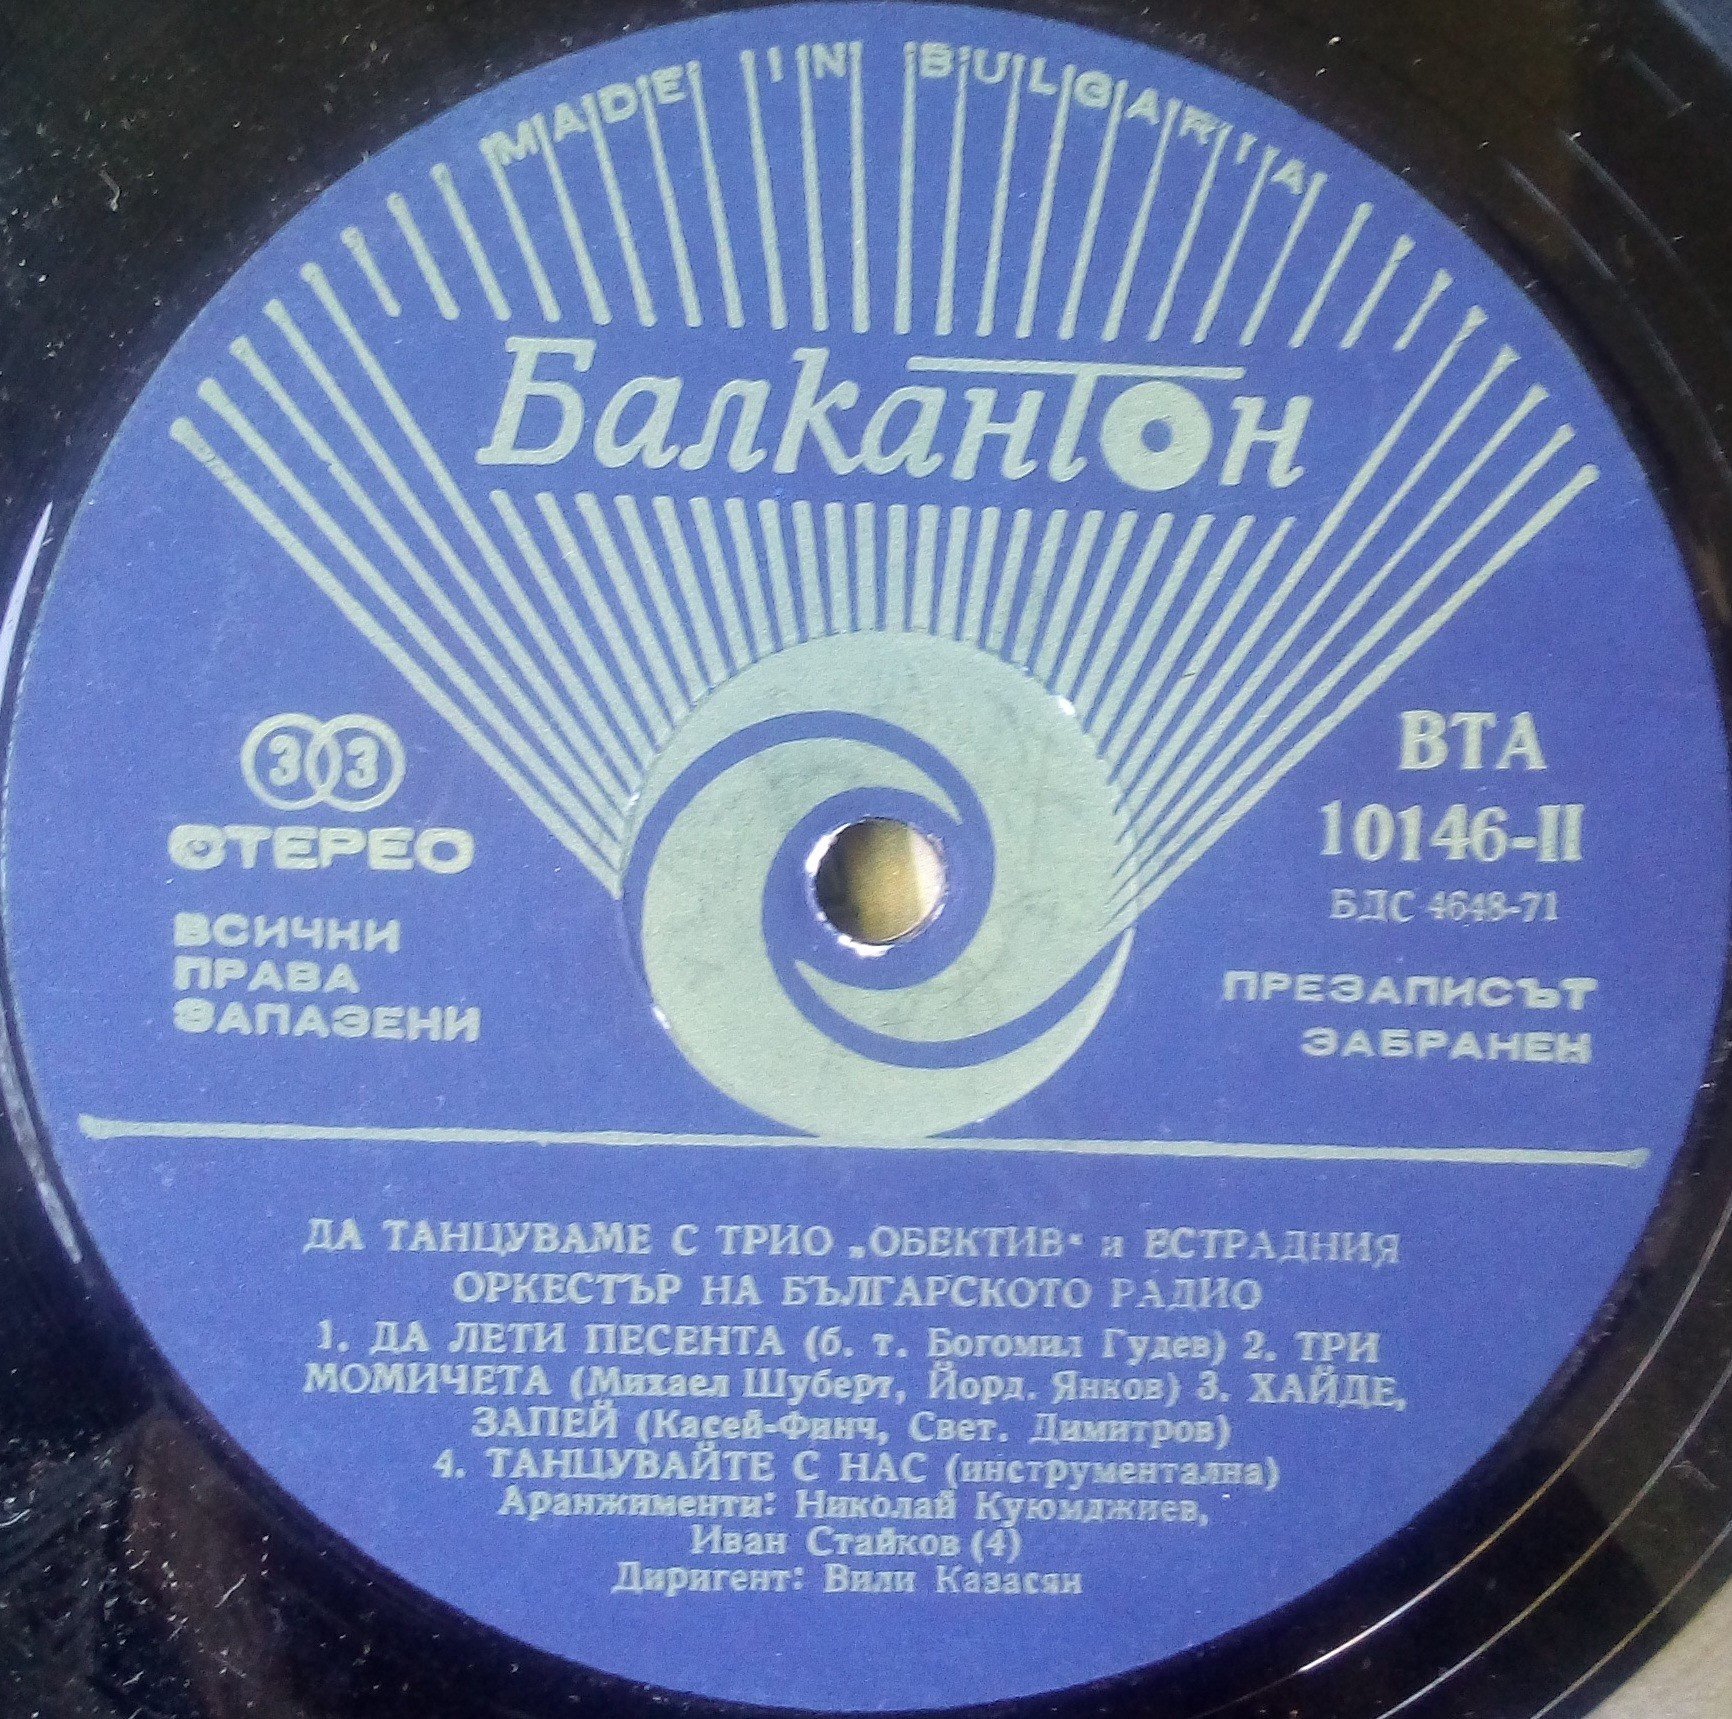 MADE IN BULGARIA
Балкантон
33
СТЕРЕО
ВСИЧНИ
ПРАВА
ЗАПАЗЕНИ
ВТА
10146-II
БДС 4648-71
ПРЕЗАПИСЪТ
ЗАБРАНЕН
ДА ТАНЦУВАМЕ С ТРИО „ОБЕКТИВ“ и ЕСТРАДНИЯ
ОРКЕСТЪР НА БЪЛГАРСКОТО РАДИО
1. ДА ЛЕТИ ПЕСЕНТА (б. т. Богомил Гудев) 2. ТРИ
МОМИЧЕТА (Михаел Шуберт, Йорд. Янков) 3. ХАЙДЕ,
ЗАПЕЙ (Касей-Финч, Свет. Димитров)
4. ТАНЦУВАЙТЕ С НАС (инструментална)
Аранжименти: Николай Куюмджиев,
Иван Стайков (4)
Диригент: Вили Казасян